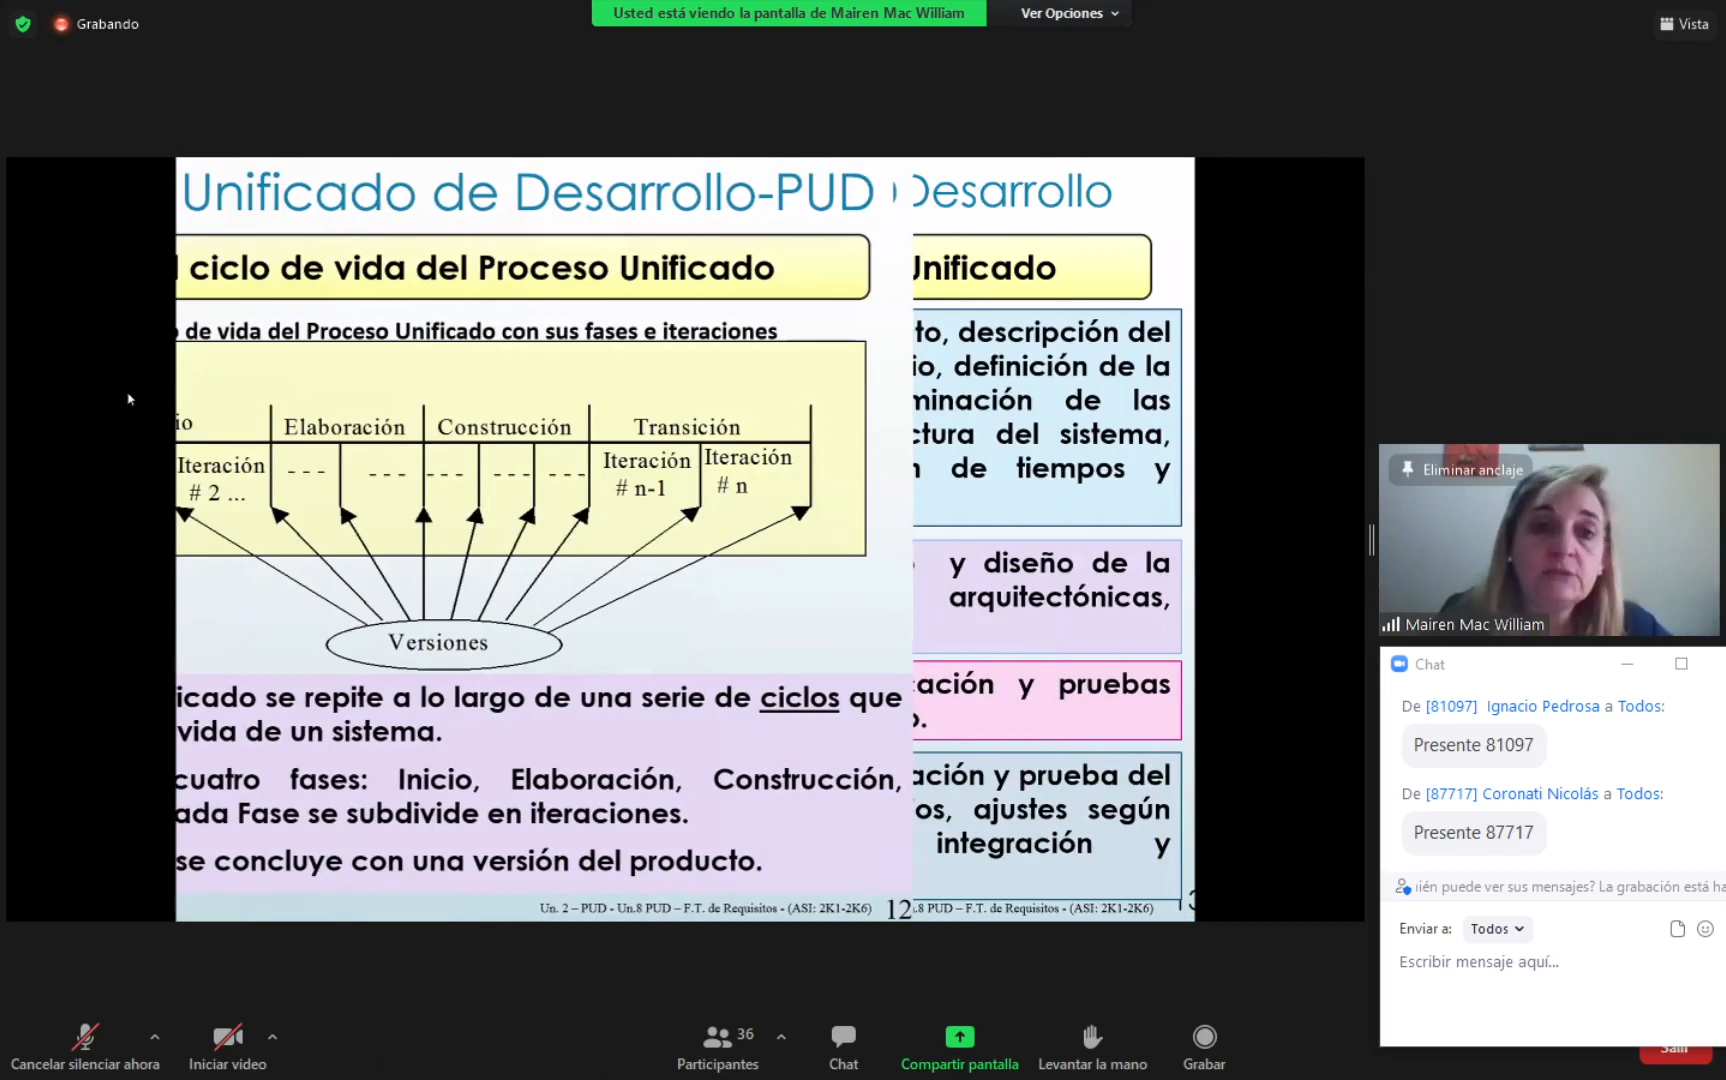 Grabando
Usted está viendo la pantalla de Mairen Mac William
Ver Opciones
Vista
Unificado de Desarrollo-PUD
Desarrollo
ciclo de vida del Proceso Unificado
Unificado
de vida del Proceso Unificado con sus fases e iteraciones
io
Elaboración
Construcción
Transición
Iteración
# 2 ...
- - -
- - -
- - -
- - -
- - -
Iteración
# n-1
Iteración
# n
Versiones
icado se repite a lo largo de una serie de ciclos que
vida de un sistema.
cuatro fases: Inicio, Elaboración, Construcción,
ada Fase se subdivide en iteraciones.
se concluye con una versión del producto.
Un. 2 – PUD - Un.8 PUD – F.T. de Requisitos - (ASI: 2K1-2K6)
12
to, descripción del
io, definición de la
minación de las
ctura del sistema,
n de tiempos y
y diseño de la
arquitectónicas,
cación y pruebas
o.
ación y prueba del
os, ajustes según
integración y
.8 PUD – F.T. de Requisitos - (ASI: 2K1-2K6)
Eliminar anclaje
Mairen Mac William
Chat
De [81097] Ignacio Pedrosa a Todos:
Presente 81097
De [87717] Coronati Nicolás a Todos:
Presente 87717
ién puede ver sus mensajes? La grabación está ha
Enviar a:
Todos
Escribir mensaje aquí...
Cancelar silenciar ahora
Iniciar video
36
Participantes
Chat
Compartir pantalla
Levantar la mano
Grabar
Salir